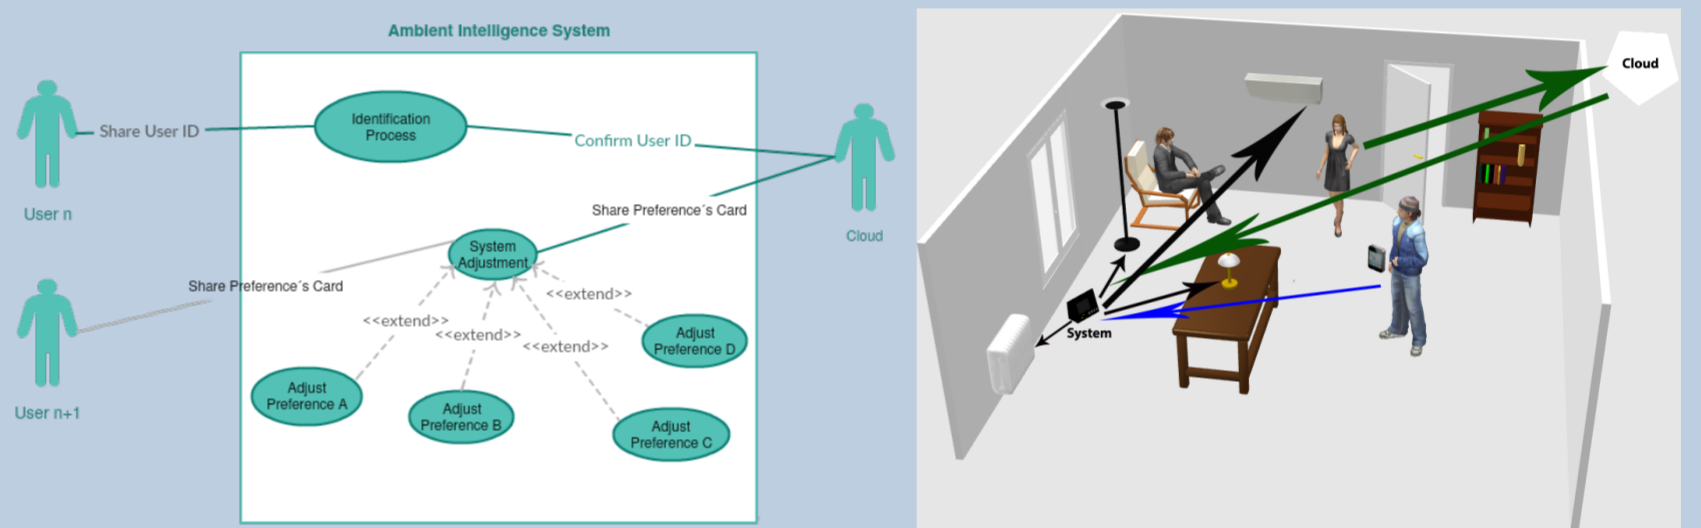 Ambient Intelligence System
Share User ID
Identification
Process
Confirm User ID
User n
Share Preference´s Card
Cloud
System
Adjustment
Share Preference´s Card
<<extend>>
<<extend>>
<<extend>>
<<extend>>
Adjust
Preference D
Adjust
Preference A
Adjust
Preference B
Adjust
Preference C
User n+1
Cloud
System